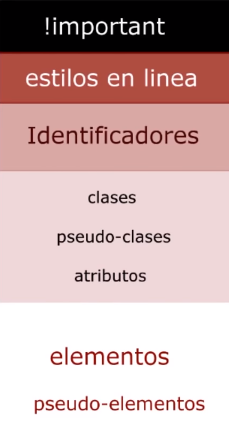 !important
estilos en linea
Identificadores
clases
pseudo-clases
atributos
elementos
pseudo-elementos